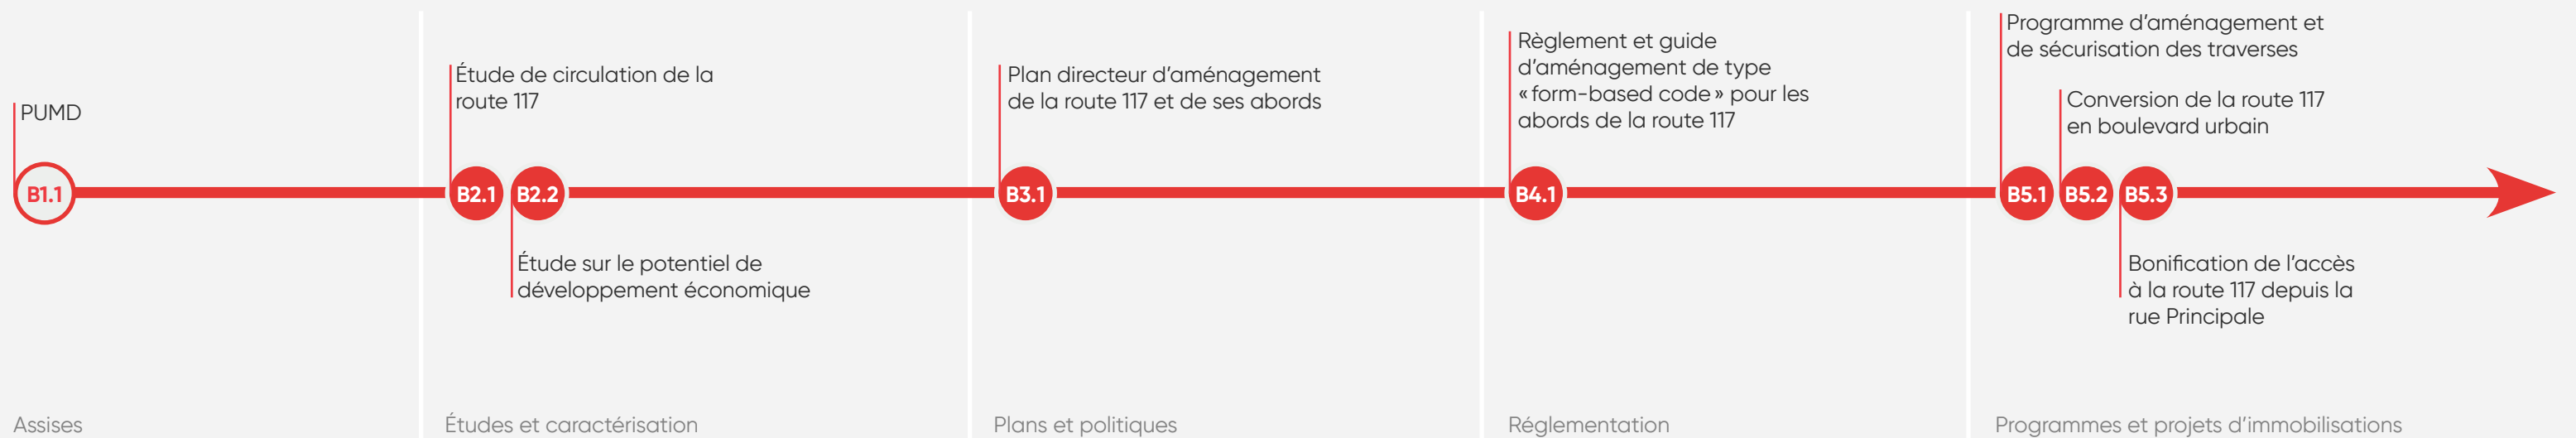 PUMD
B1.1
Assises
Étude de circulation de la
route 117
B2.1
B2.2
Étude sur le potentiel de
développement économique
Études et caractérisation
Plan directeur d’aménagement
de la route 117 et de ses abords
B3.1
Plans et politiques
Règlement et guide
d’aménagement de type
« form-based code » pour les
abords de la route 117
B4.1
Réglementation
Programme d’aménagement et
de sécurisation des traverses
Conversion de la route 117
en boulevard urbain
B5.1
B5.2
B5.3
Bonification de l’accès
à la route 117 depuis la
rue Principale
Programmes et projets d’immobilisations